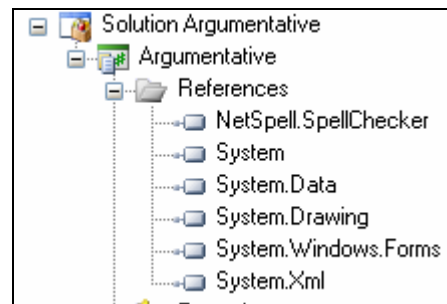 Solution Argumentative
Argumentative
References
NetSpell.SpellChecker
System
System.Data
System.Drawing
System.Windows.Forms
System.Xml